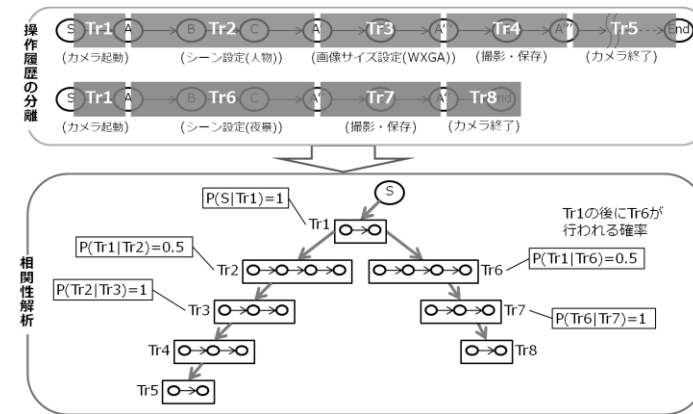 操作履歴の分離
S Tr1 A B Tr2 C A' Tr3 A'' Tr4 A''' Tr5 End
(カメラ起動) (シーン設定(人物)) (画像サイズ設定(WXGA)) (撮影・保存) (カメラ終了)
S Tr1 A B Tr6 C A' Tr7 A' Tr8 End
(カメラ起動) (シーン設定(夜景)) (撮影・保存) (カメラ終了)
相関性解析
S
P(S|Tr1)=1
Tr1
Tr1の後にTr6が
行われる確率
P(Tr1|Tr2)=0.5
Tr2
Tr6
P(Tr1|Tr6)=0.5
P(Tr2|Tr3)=1
Tr3
Tr7
P(Tr6|Tr7)=1
Tr4
Tr8
Tr5